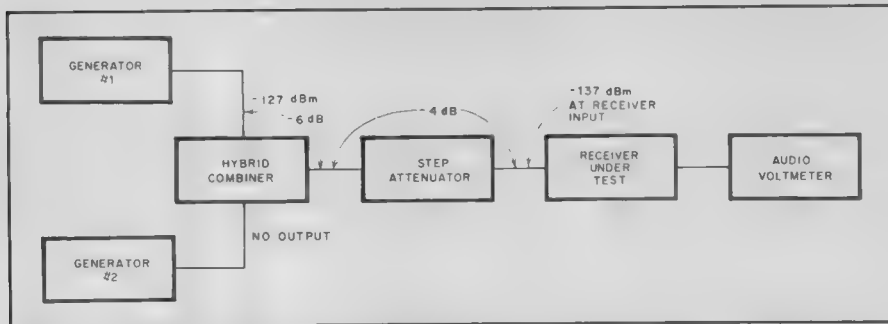 GENERATOR
#1
-127 dBm
-6 dB
-4 dB
-137 dBm
AT RECEIVER
INPUT
HYBRID
COMBINER
STEP
ATTENUATOR
RECEIVER
UNDER
TEST
AUDIO
VOLTMETER
NO OUTPUT
GENERATOR
#2